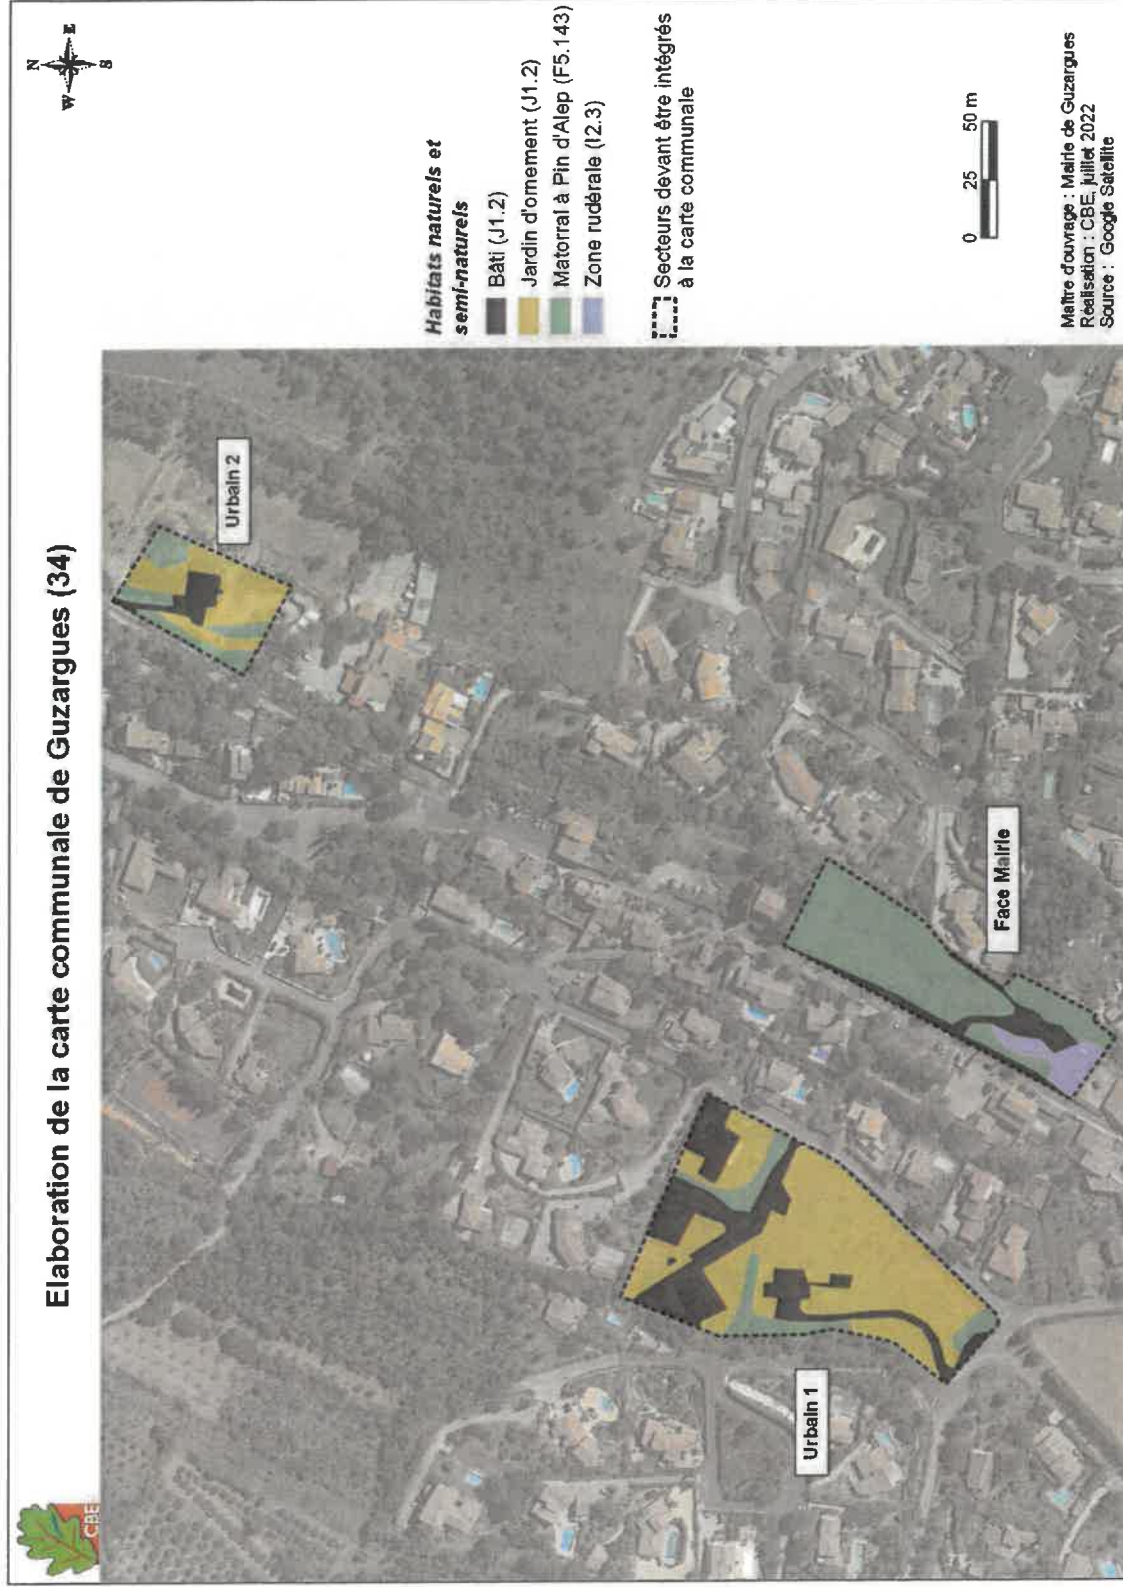 Elaboration de la carte communale de Guzargues (34)
CBE
N
W
E
S
Urbain 2
Urbain 1
Face Mairie
Habitats naturels et
semi-naturels
Bâti (J1.2)
Jardin d'ornement (J1.2)
Matorral à Pin d'Alep (F5.143)
Zone rudérale (I2.3)
Secteurs devant être intégrés
à la carte communale
0 25 50 m
Maître d'ouvrage : Mairie de Guzargues
Réalisation : CBE, juillet 2022
Source : Google Satellite